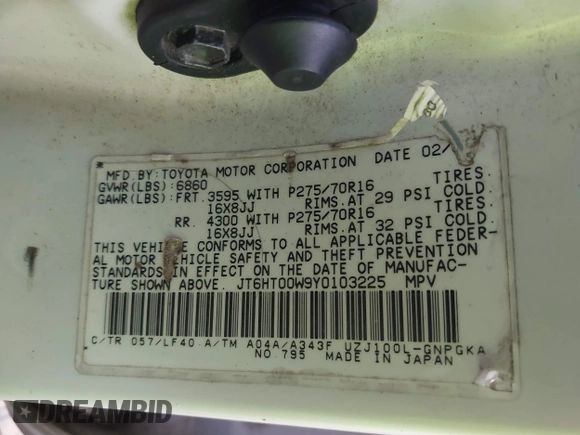 MFD.BY:TOYOTA MOTOR CORPORATION DATE 02/
GVWR(LBS):6860 TIRES.
GAWR(LBS):FRT.3595 WITH P275/70R16
16X8JJ RIMS.AT 29 PSI COLD.
RR. 4300 WITH P275/70R16 TIRES.
16X8JJ RIMS.AT 32 PSI COLD.
THIS VEHICLE CONFORMS TO ALL APPLICABLE FEDER-
AL MOTOR VEHICLE SAFETY AND THEFT PREVENTION
STANDARDS IN EFFECT ON THE DATE OF MANUFAC-
TURE SHOWN ABOVE. JT6HT00W9Y0103225 MPV
C/TR 057/LF40 A/TM A04A/A343F UZJ100L-GNPGKA
NO.795 MADE IN JAPAN
DREAMBID